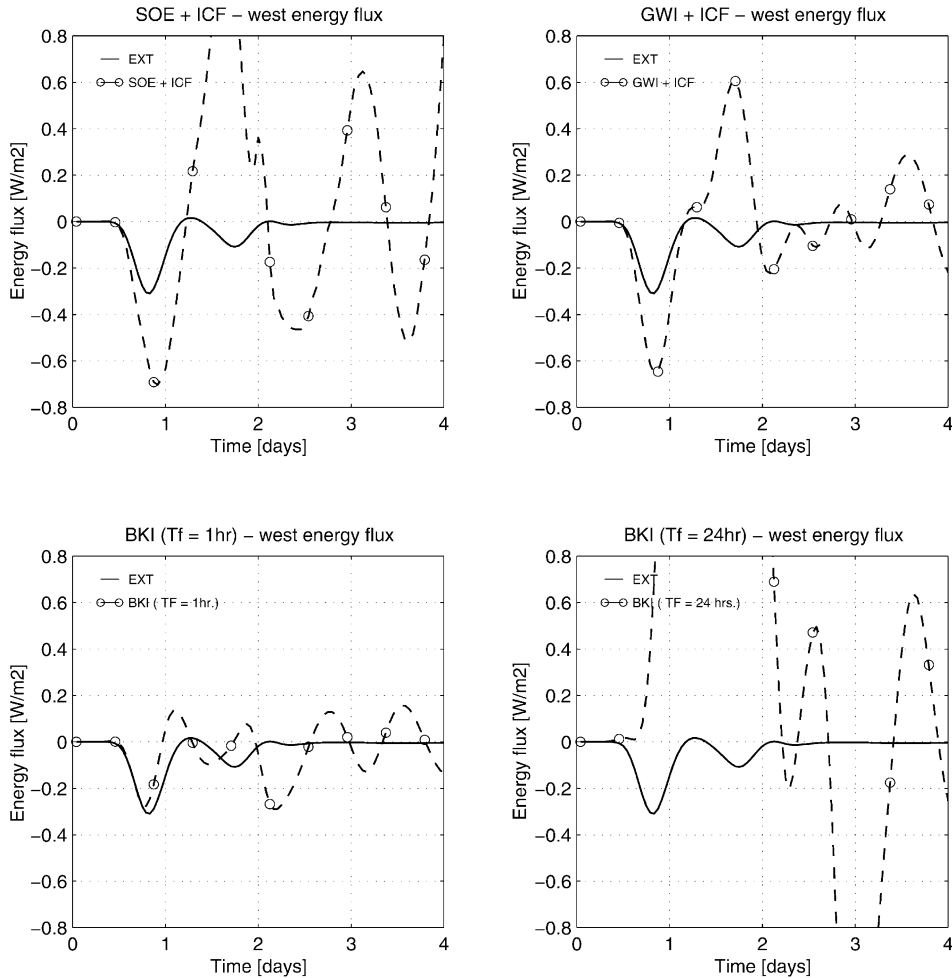 SOE + ICF – west energy flux
EXT
SOE + ICF
Energy flux [W/m2]
0.8
0.6
0.4
0.2
0
−0.2
−0.4
−0.6
−0.8
0 1 2 3 4
Time [days]
GWI + ICF – west energy flux
EXT
GWI + ICF
Energy flux [W/m2]
0.8
0.6
0.4
0.2
0
−0.2
−0.4
−0.6
−0.8
0 1 2 3 4
Time [days]
BKI (Tf = 1hr) – west energy flux
EXT
BKI ( TF = 1hr.)
Energy flux [W/m2]
0.8
0.6
0.4
0.2
0
−0.2
−0.4
−0.6
−0.8
0 1 2 3 4
Time [days]
BKI (Tf = 24hr) – west energy flux
EXT
BKI ( TF = 24 hrs.)
Energy flux [W/m2]
0.8
0.6
0.4
0.2
0
−0.2
−0.4
−0.6
−0.8
0 1 2 3 4
Time [days]